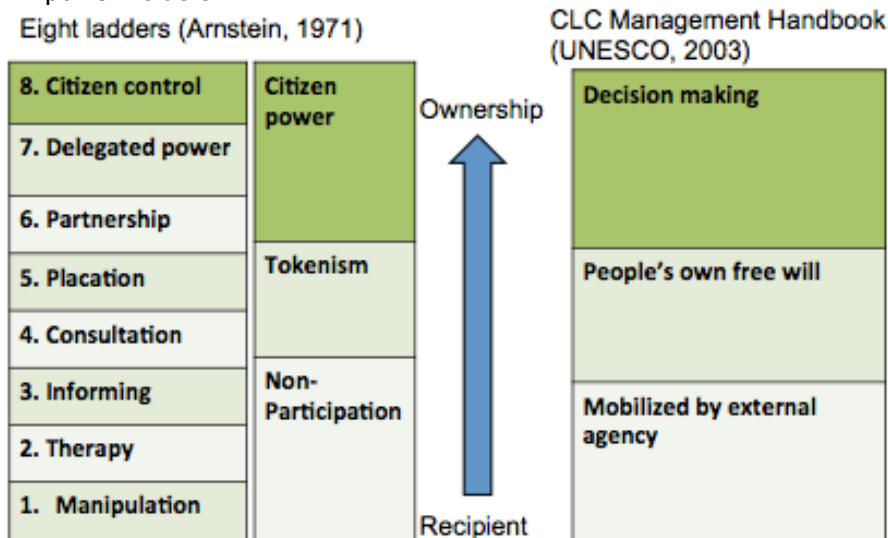 Eight ladders (Arnstein, 1971)
CLC Management Handbook
(UNESCO, 2003)
8. Citizen control
7. Delegated power
6. Partnership
5. Placation
4. Consultation
3. Informing
2. Therapy
1. Manipulation
Citizen
power
Tokenism
Non-
Participation
Ownership
Recipient
Decision making
People's own free will
Mobilized by external
agency